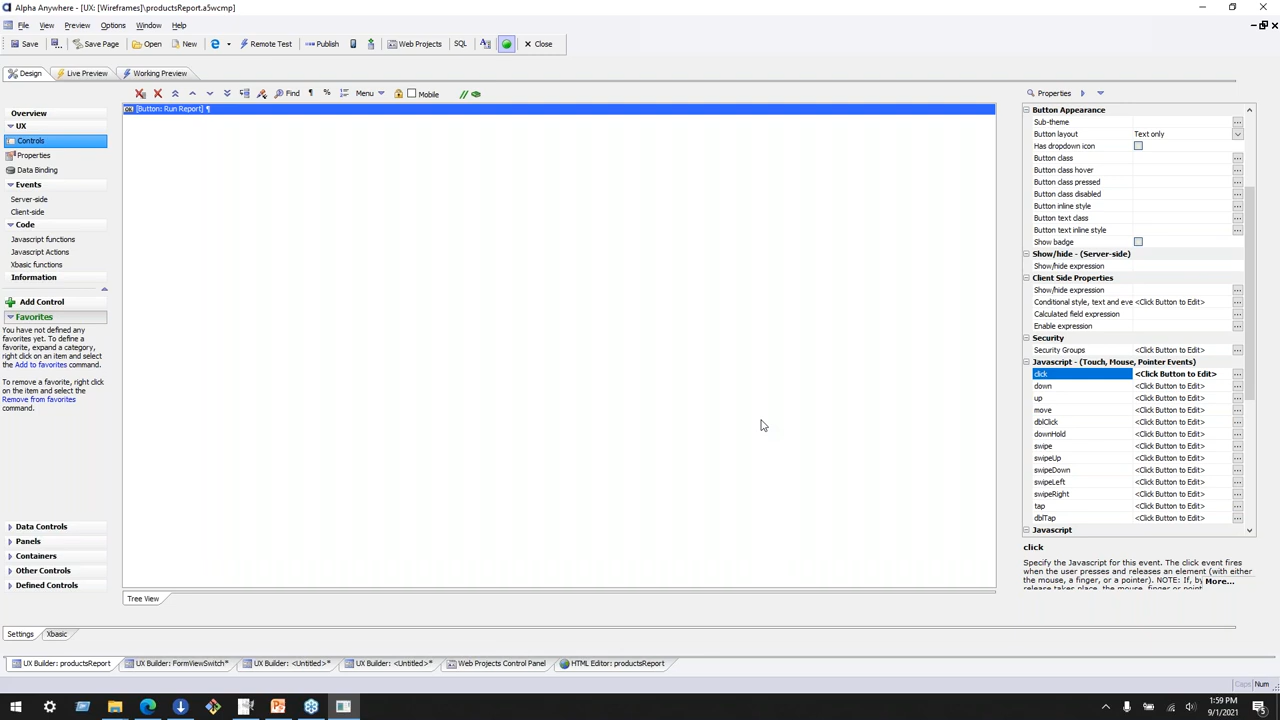 Alpha Anywhere - [UX: [Wireframes]\productsReport.a5wcmp]
File View Preview Options Window Help
Save Save Page Open New Remote Test Publish Web Projects SQL Close
Design Live Preview Working Preview
Find ¶ % Menu Mobile //
Properties
Overview
UX
Controls
Properties
Data Binding
Events
Server-side
Client-side
Code
Javascript functions
Javascript Actions
Xbasic functions
Information
Add Control
Favorites
You have not defined any
favorites yet. To define a
favorite, expand a category,
right click on an item and select
the Add to favorites command.
To remove a favorite, right click
on the item and select the
Remove from favorites
command.
Data Controls
Panels
Containers
Other Controls
Defined Controls
[Button: Run Report] ¶
Tree View
Button Appearance
Sub-theme
Button layout Text only
Has dropdown icon
Button class
Button class hover
Button class pressed
Button class disabled
Button inline style
Button text class
Button text inline style
Show badge
Show/hide - (Server-side)
Show/hide expression
Client Side Properties
Show/hide expression
Conditional style, text and eve <Click Button to Edit>
Calculated field expression
Enable expression
Security
Security Groups <Click Button to Edit>
Javascript - (Touch, Mouse, Pointer Events)
click <Click Button to Edit>
down <Click Button to Edit>
up <Click Button to Edit>
move <Click Button to Edit>
dblClick <Click Button to Edit>
downHold <Click Button to Edit>
swipe <Click Button to Edit>
swipeUp <Click Button to Edit>
swipeDown <Click Button to Edit>
swipeLeft <Click Button to Edit>
swipeRight <Click Button to Edit>
tap <Click Button to Edit>
dblTap <Click Button to Edit>
Javascript
click
Specify the Javascript for this event. The click event fires
when the user presses and releases an element (with either
the mouse, a finger, or a pointer). NOTE: If, by More...
release takes place, the mouse, finger or point
Settings Xbasic
UX Builder: productsReport UX Builder: FormViewSwitch* UX Builder: <Untitled>* UX Builder: <Untitled>* Web Projects Control Panel HTML Editor: productsReport
Caps Num
1:59 PM
9/1/2021